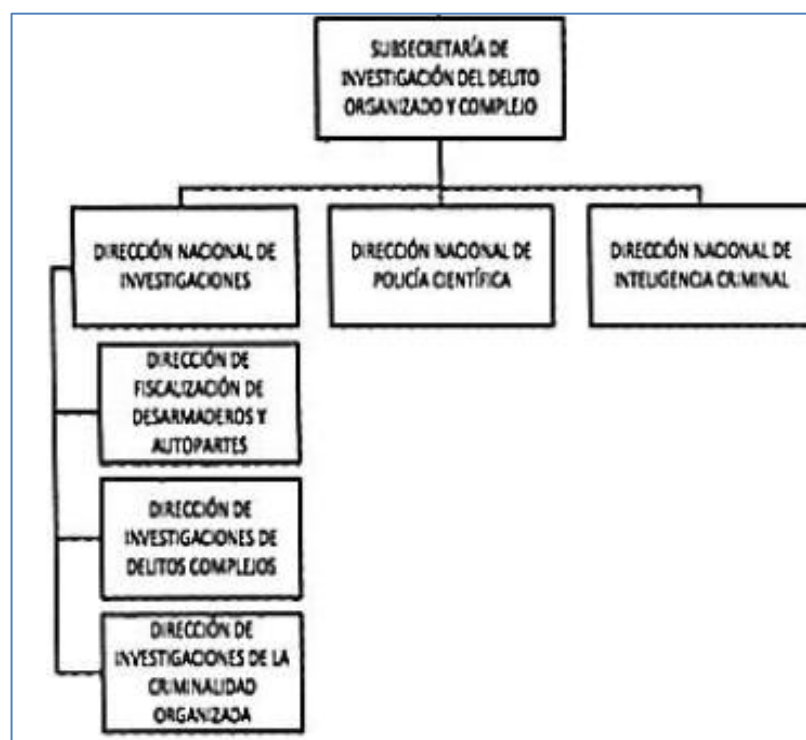 SUBSECRETARÍA DE
INVESTIGACIÓN DEL DELITO
ORGANIZADO Y COMPLEJO
DIRECCIÓN NACIONAL DE
INVESTIGACIONES
DIRECCIÓN NACIONAL DE
POLICÍA CIENTÍFICA
DIRECCIÓN NACIONAL DE
INTELIGENCIA CRIMINAL
DIRECCIÓN DE
FISCALIZACIÓN DE
DESARMADEROS Y
AUTOPARTES
DIRECCIÓN DE
INVESTIGACIONES DE
DELITOS COMPLEJOS
DIRECCIÓN DE
INVESTIGACIONES DE LA
CRIMINALIDAD
ORGANIZADA